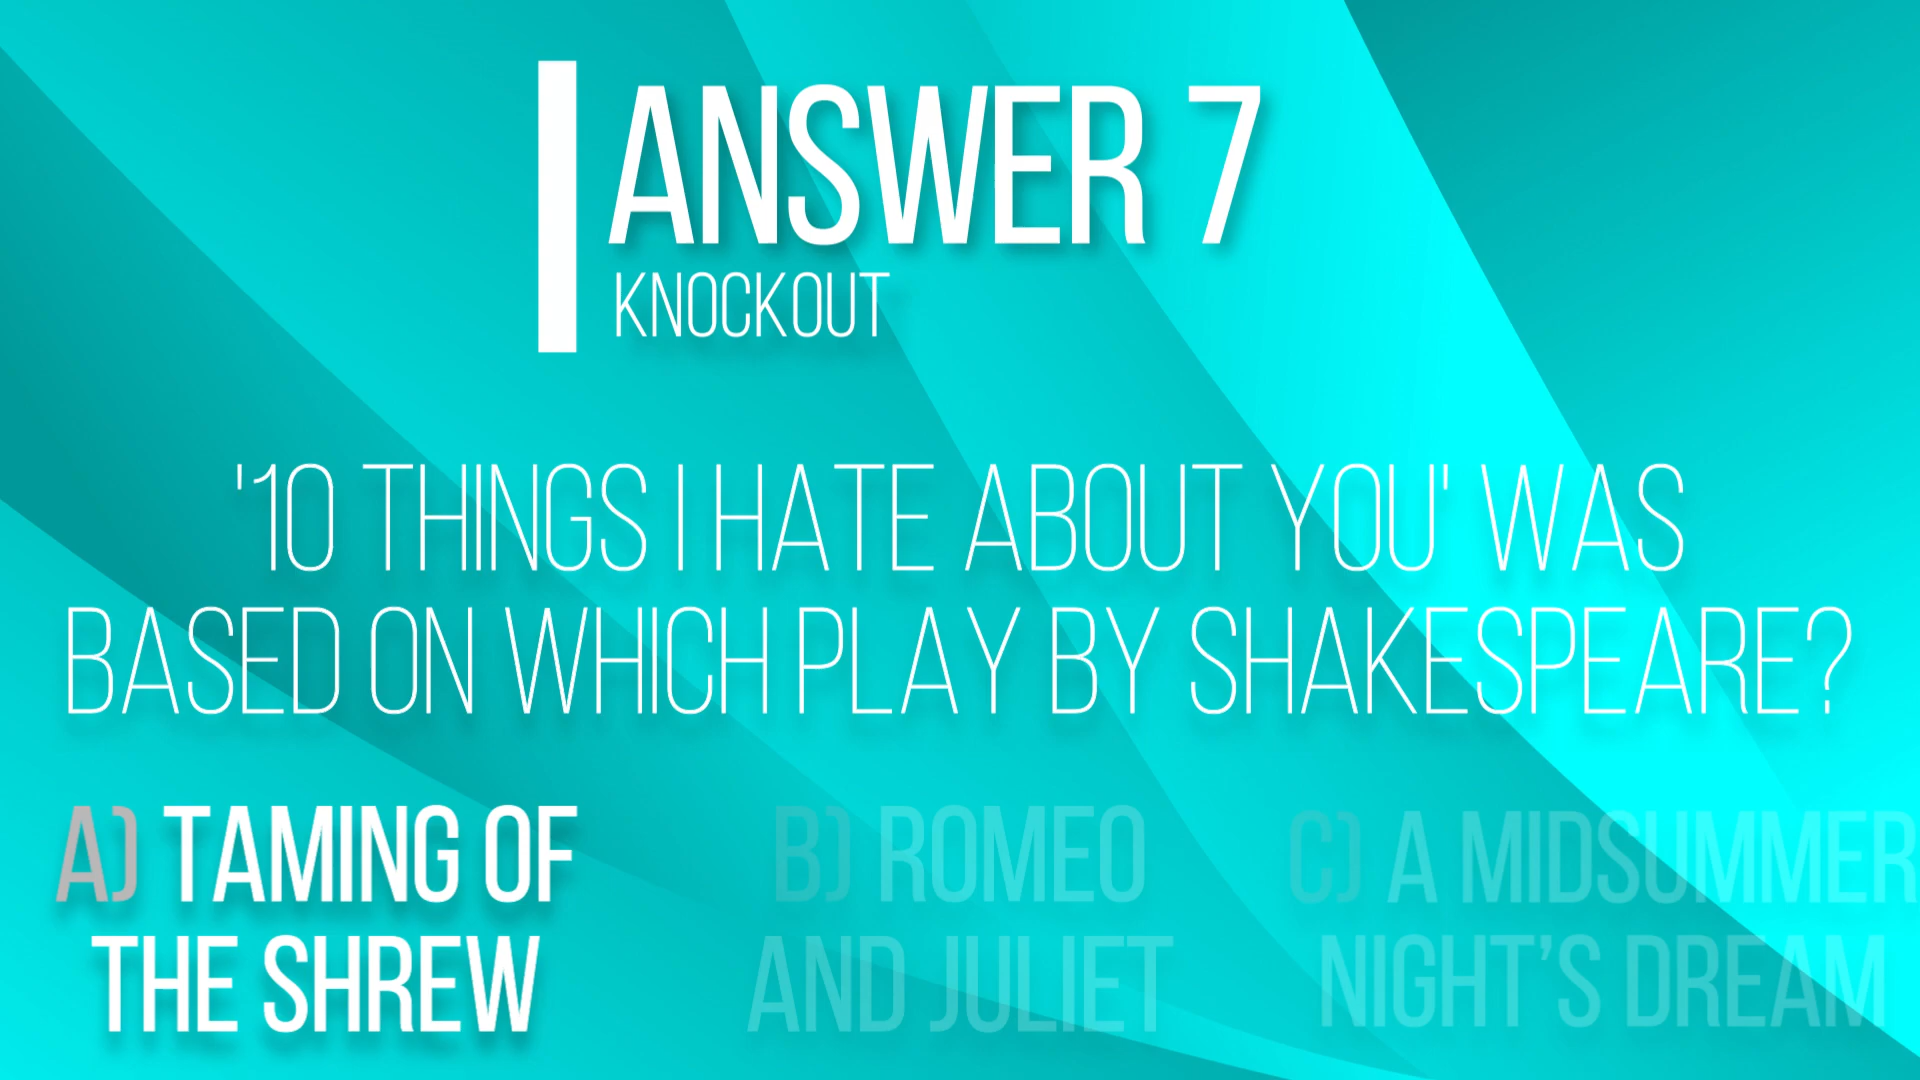 ANSWER 7
KNOCKOUT
'10 THINGS I HATE ABOUT YOU' WAS
BASED ON WHICH PLAY BY SHAKESPEARE?
A) TAMING OF
THE SHREW
B) ROMEO
AND JULIET
C) A MIDSUMMER
NIGHT’S DREAM